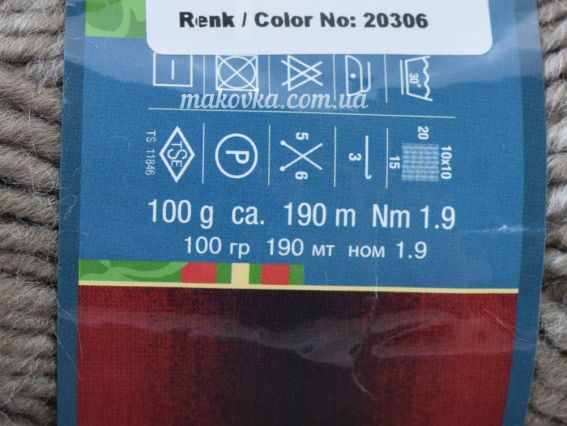 Renk / Color No: 20306
30°
makovka.com.ua
TS 11846
TSE
P
5
6
3
20
15
10x10
100 g ca. 190 m Nm 1.9
100 гр 190 мт ном 1.9